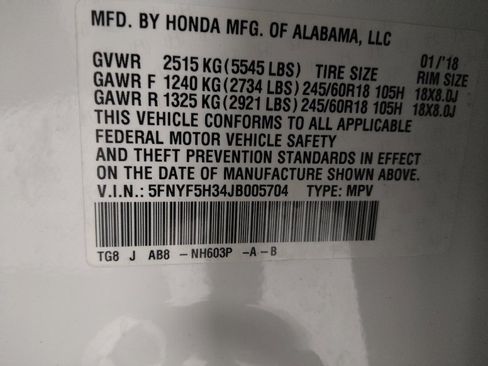 MFD. BY HONDA MFG. OF ALABAMA, LLC
01/'18
GVWR 2515 KG(5545 LBS) TIRE SIZE RIM SIZE
GAWR F 1240 KG(2734 LBS) 245/60R18 105H 18X8.0J
GAWR R 1325 KG(2921 LBS) 245/60R18 105H 18X8.0J
THIS VEHICLE CONFORMS TO ALL APPLICABLE
FEDERAL MOTOR VEHICLE SAFETY
AND THEFT PREVENTION STANDARDS IN EFFECT
ON THE DATE OF MANUFACTURE SHOWN ABOVE.
V.I.N.: 5FNYF5H34JB005704 TYPE: MPV
TG8 J AB8 -NH603P -A-B